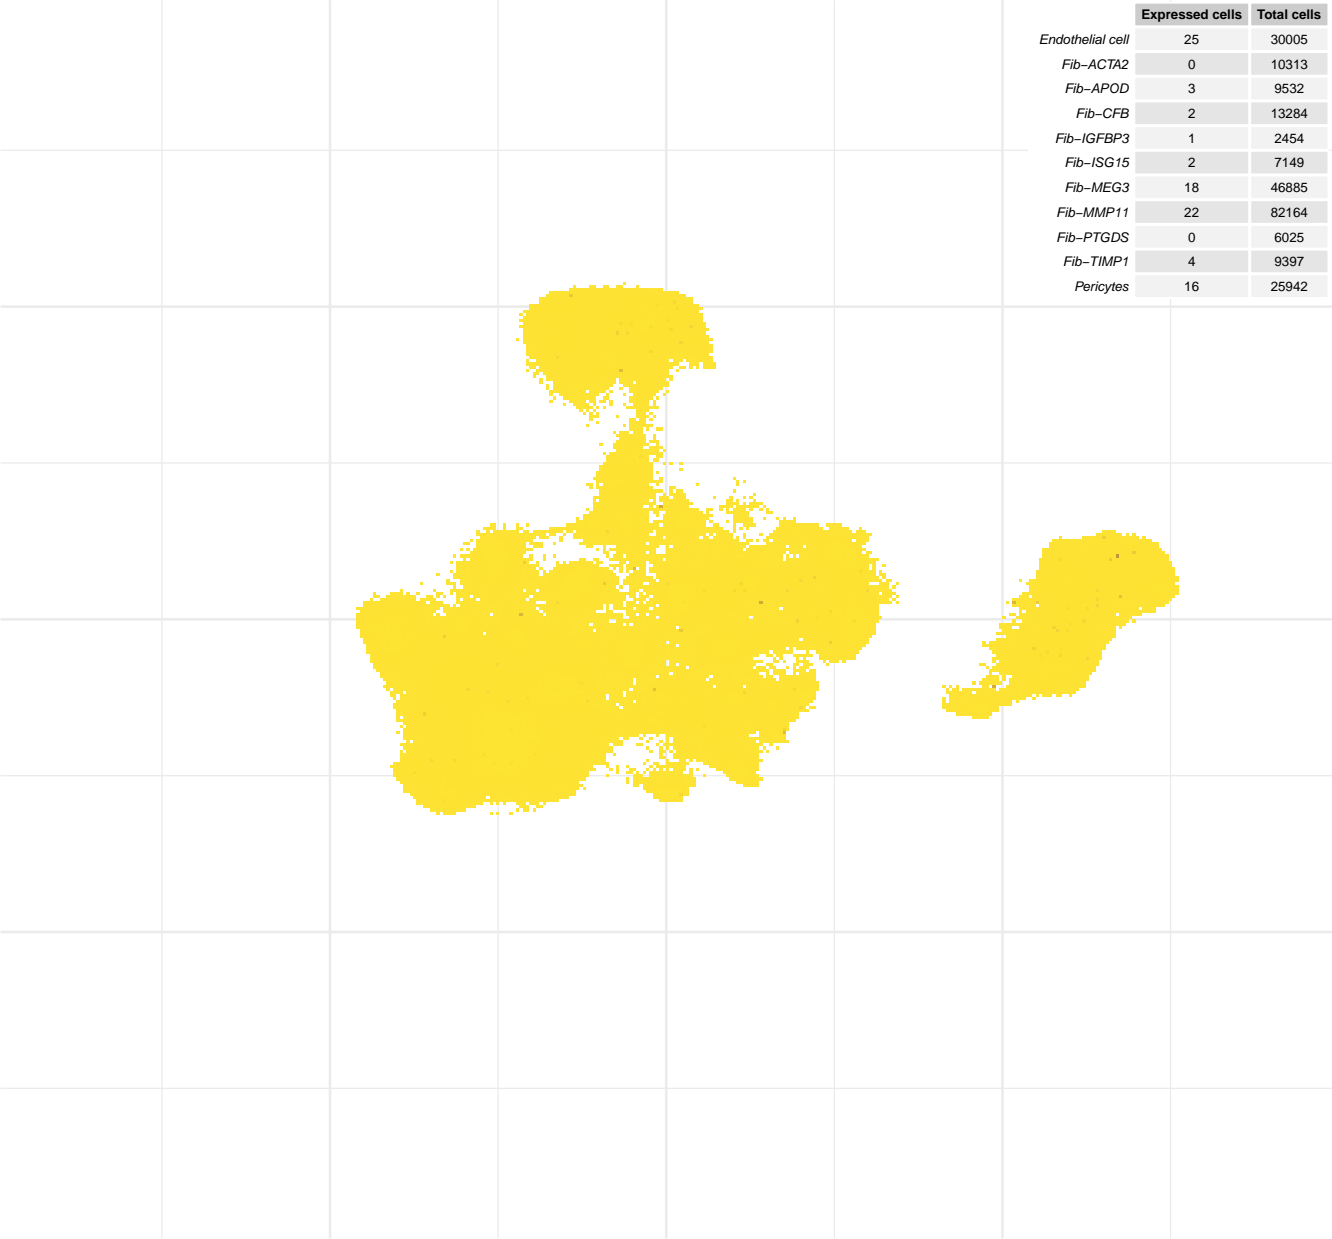 Expressed cells Total cells
Endothelial cell 25 30005
Fib−ACTA2 0 10313
Fib−APOD 3 9532
Fib−CFB 2 13284
Fib−IGFBP3 1 2454
Fib−ISG15 2 7149
Fib−MEG3 18 46885
Fib−MMP11 22 82164
Fib−PTGDS 0 6025
Fib−TIMP1 4 9397
Pericytes 16 25942